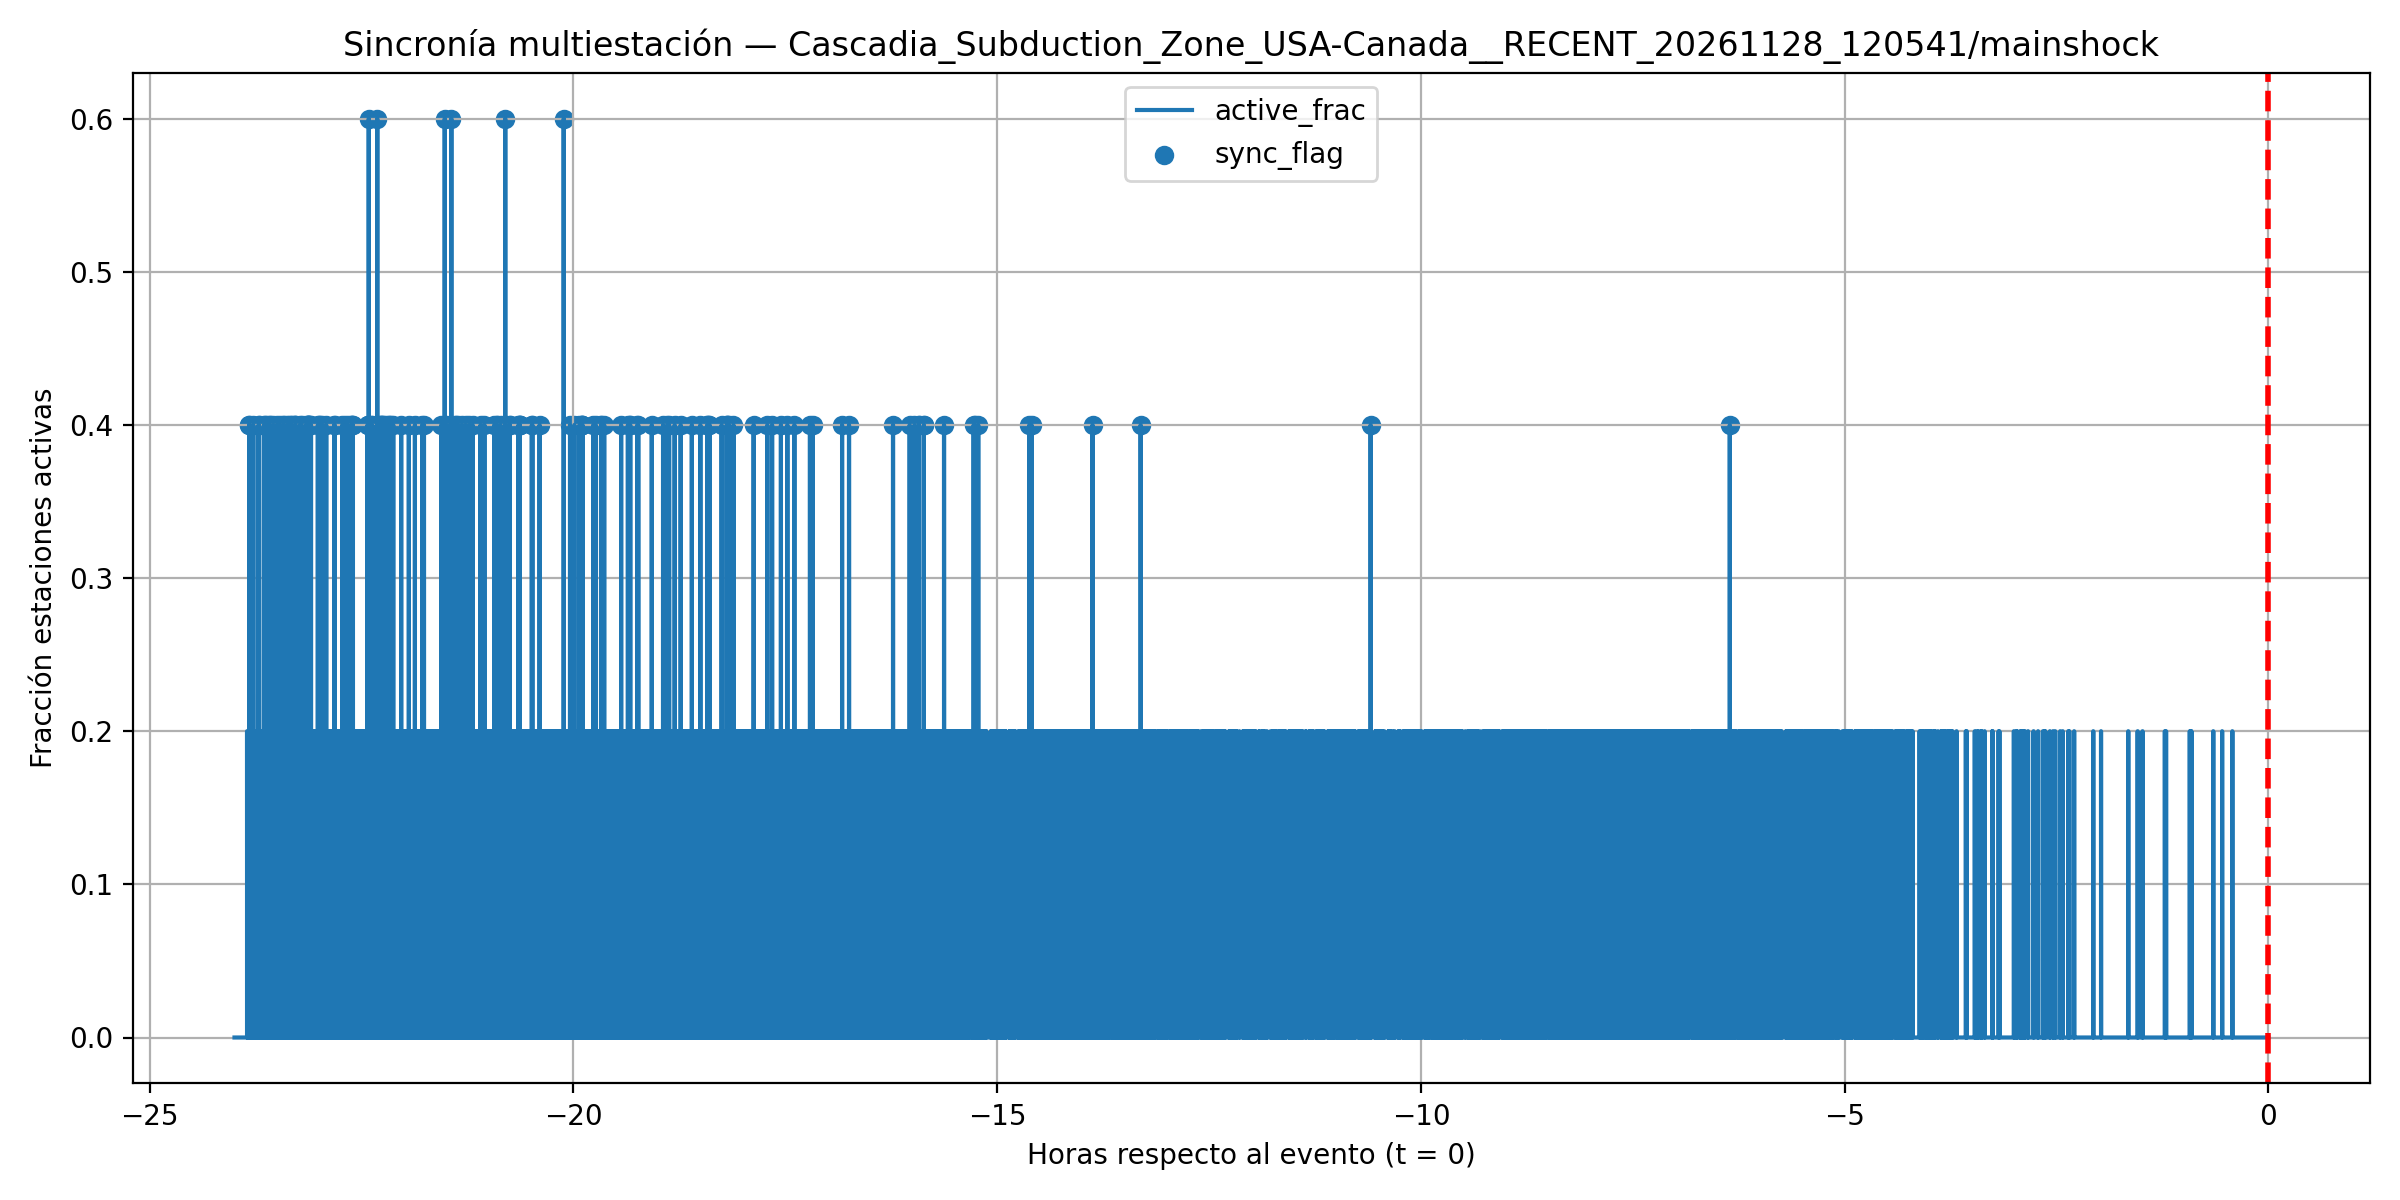 Sincronía multiestación — Cascadia_Subduction_Zone_USA-Canada__RECENT_20261128_120541/mainshock
active_frac
sync_flag
Fracción estaciones activas
0.6
0.5
0.4
0.3
0.2
0.1
0.0
−25
−20
−15
−10
−5
0
Horas respecto al evento (t = 0)